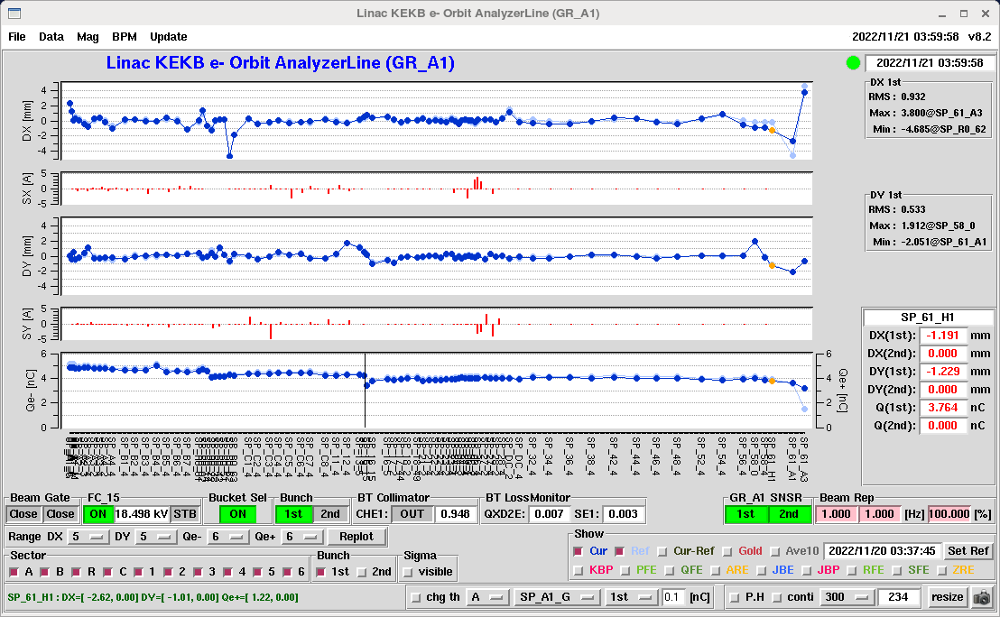 Linac KEKB e- Orbit AnalyzerLine (GR_A1)
File Data Mag BPM Update 2022/11/21 03:59:58 v8.2
Linac KEKB e- Orbit AnalyzerLine (GR_A1) 2022/11/21 03:59:58
DX 1st
RMS : 0.932
Max : 3.800@SP_61_A3
Min : -4.685@SP_R0_62
DX [mm]
4
2
0
-2
-4
SX [A]
5
0
-5
DY 1st
RMS : 0.533
Max : 1.912@SP_58_0
Min : -2.051@SP_61_A1
DY [mm]
4
2
0
-2
-4
SY [A]
5
0
-5
Qe- [nC]
6
4
2
0
Qe+ [nC]
6
4
2
0
SP_61_H1
DX(1st): -1.191 mm
DX(2nd): 0.000 mm
DY(1st): -1.229 mm
DY(2nd): 0.000 mm
Q(1st): 3.764 nC
Q(2nd): 0.000 nC
SP_A4_4 SP_B1_4 SP_B2_4 SP_B3_4 SP_B4_4 SP_B5_4 SP_B6_4 SP_B7_4 SP_C1_4 SP_C2_4 SP_C3_4 SP_C4_4 SP_C5_4 SP_C6_4 SP_C7_4 SP_C8_4 SP_11_4 SP_12_4 SP_16_5 SP_17_4 SP_18_4 SP_28_4 SP_DC_2 SP_DC_4 SP_32_4 SP_34_4 SP_36_4 SP_38_4 SP_42_4 SP_44_4 SP_46_4 SP_48_4 SP_52_4 SP_54_4 SP_56_4 SP_58_0 SP_58_4 SP_61_H1 SP_61_A1 SP_61_A3
Beam Gate FC_15 Bucket Sel Bunch BT Collimator BT LossMonitor GR_A1 SNSR Beam Rep
Close Close ON 18.498 kV STB ON 1st 2nd CHE1: OUT 0.948 QXD2E: 0.007 SE1: 0.003 1st 2nd 1.000 1.000 [Hz] 100.000 [%]
Range DX 5 DY 5 Qe- 6 Qe+ 6 Replot
Show
Cur Ref Cur-Ref Gold Ave10 2022/11/20 03:37:45 Set Ref
KBP PFE QFE ARE JBE JBP RFE SFE ZRE
Sector Bunch Sigma
A B R C 1 2 3 4 5 6 1st 2nd visible
SP_61_H1 : DX=[ -2.62, 0.00] DY=[ -1.01, 0.00] Qe+=[ 1.22, 0.00]
chg th A SP_A1_G 1st 0.1 [nC] P.H conti 300 234 resize